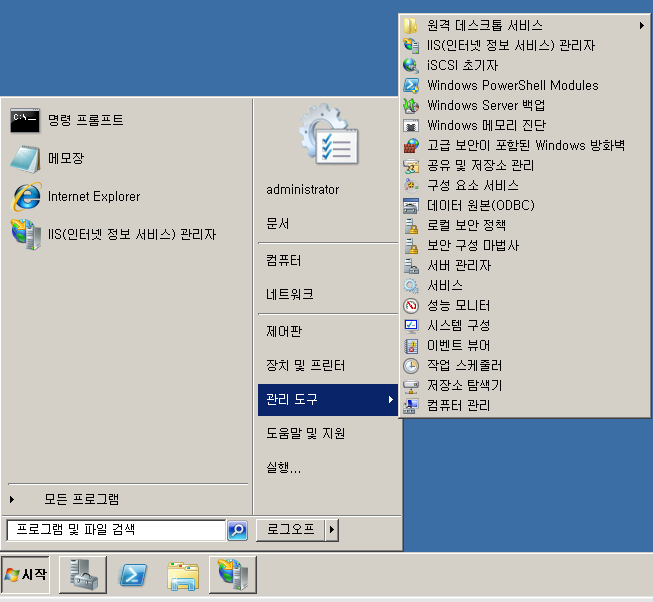 명령 프롬프트
메모장
Internet Explorer
IIS(인터넷 정보 서비스) 관리자
모든 프로그램
프로그램 및 파일 검색
administrator
문서
컴퓨터
네트워크
제어판
장치 및 프린터
관리 도구
도움말 및 지원
실행...
로그오프
원격 데스크톱 서비스
IIS(인터넷 정보 서비스) 관리자
iSCSI 초기자
Windows PowerShell Modules
Windows Server 백업
Windows 메모리 진단
고급 보안이 포함된 Windows 방화벽
공유 및 저장소 관리
구성 요소 서비스
데이터 원본(ODBC)
로컬 보안 정책
보안 구성 마법사
서버 관리자
서비스
성능 모니터
시스템 구성
이벤트 뷰어
작업 스케줄러
저장소 탐색기
컴퓨터 관리
시작